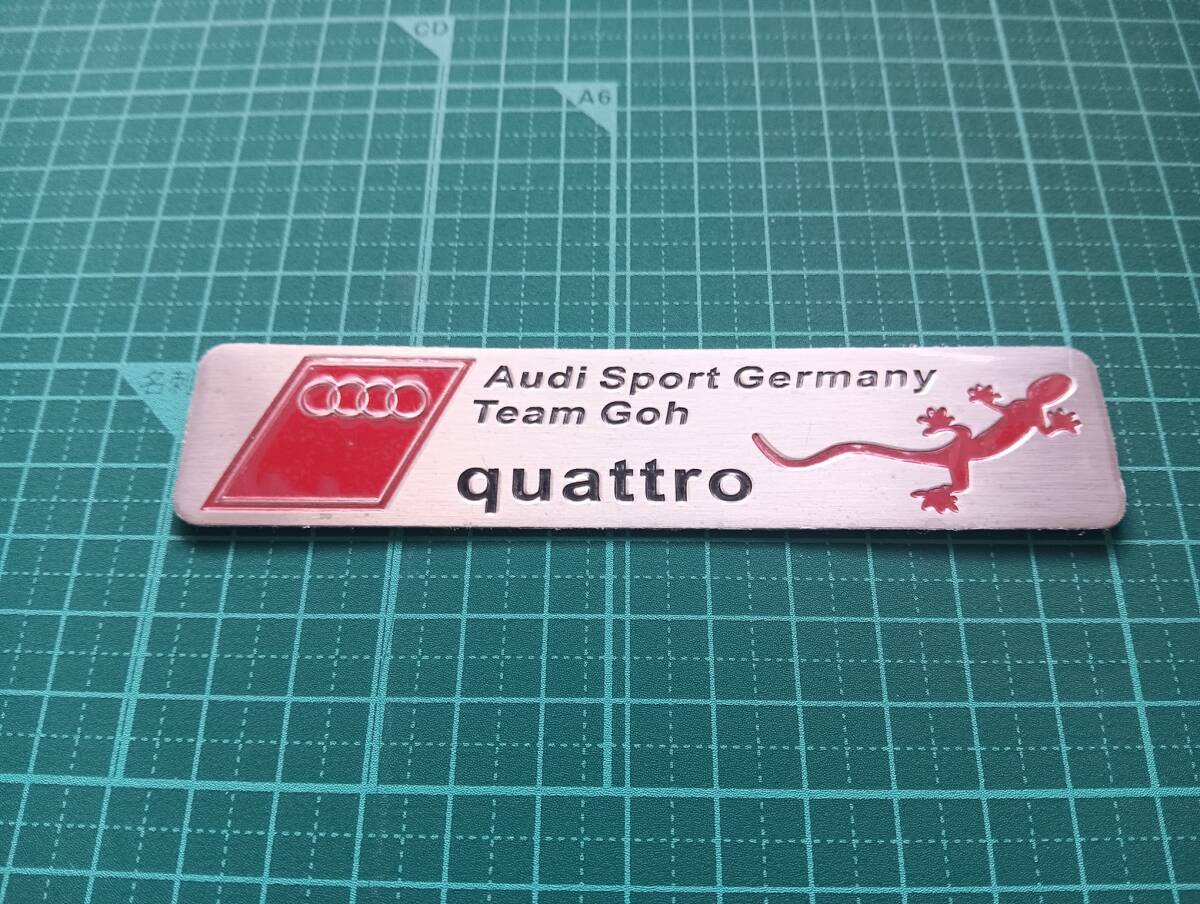 CD
A6
Audi Sport Germany
Team Goh
quattro